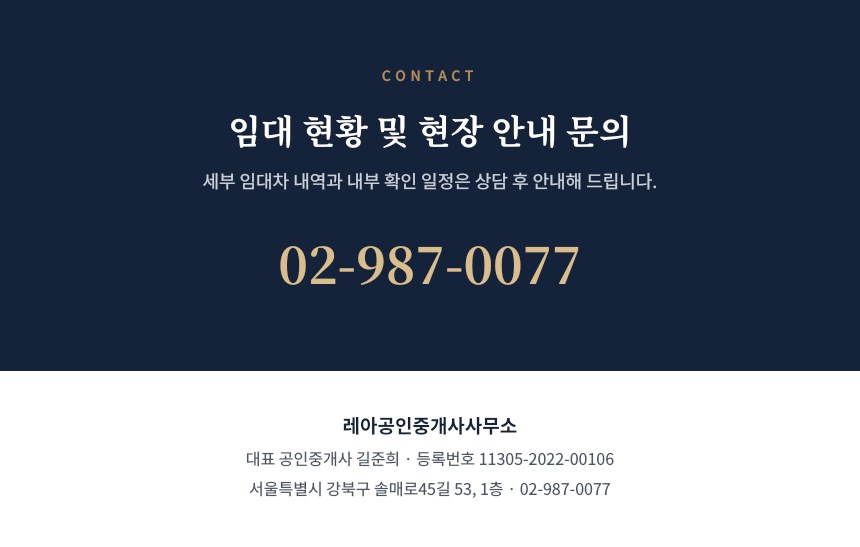 CONTACT
임대 현황 및 현장 안내 문의
세부 임대차 내역과 내부 확인 일정은 상담 후 안내해 드립니다.
02-987-0077
레아공인중개사사무소
대표 공인중개사 길준희 · 등록번호 11305-2022-00106
서울특별시 강북구 솔매로45길 53, 1층 · 02-987-0077